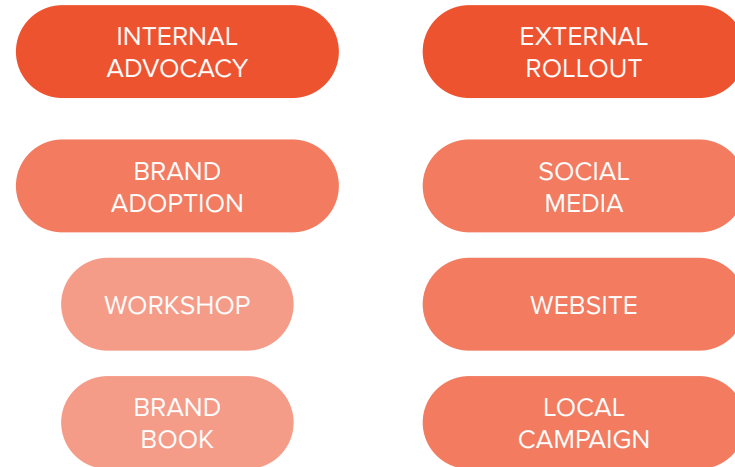 INTERNAL
ADVOCACY
BRAND
ADOPTION
WORKSHOP
BRAND
BOOK
EXTERNAL
ROLLOUT
SOCIAL
MEDIA
WEBSITE
LOCAL
CAMPAIGN